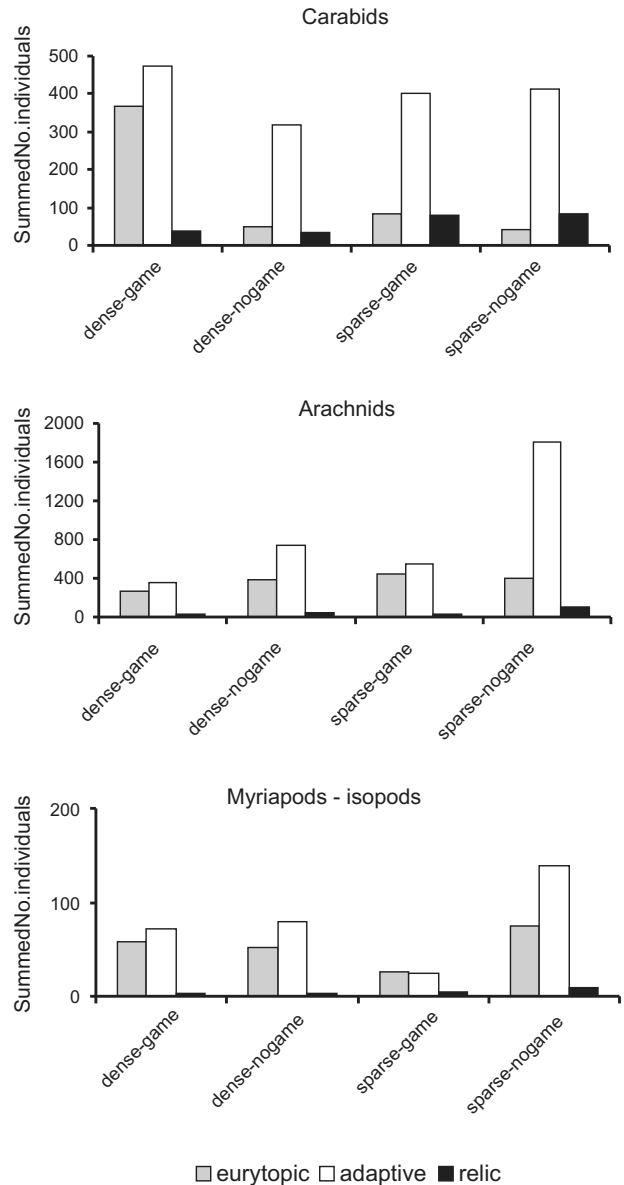 Carabids
SummedNo.individuals
500
400
300
200
100
0
dense-game
dense-nogame
sparse-game
sparse-nogame
Arachnids
SummedNo.individuals
2000
1600
1200
800
400
0
dense-game
dense-nogame
sparse-game
sparse-nogame
Myriapods - isopods
SummedNo.individuals
200
100
0
dense-game
dense-nogame
sparse-game
sparse-nogame
eurytopic adaptive relic